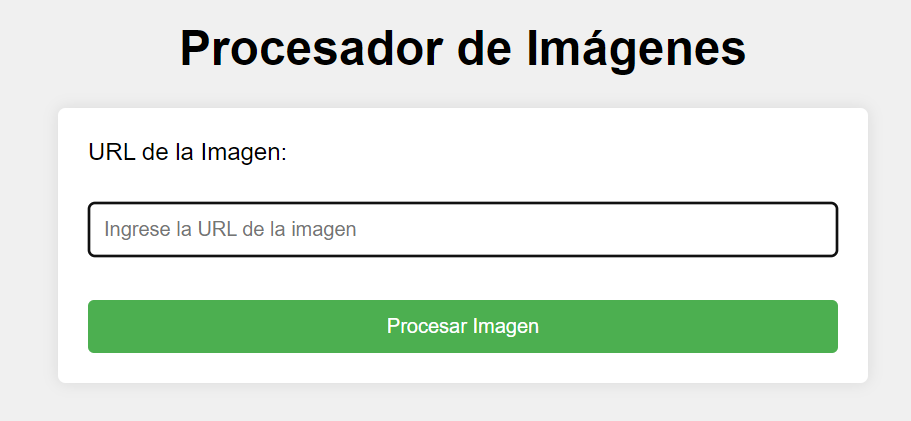 Procesador de Imágenes
URL de la Imagen:
Ingrese la URL de la imagen
Procesar Imagen